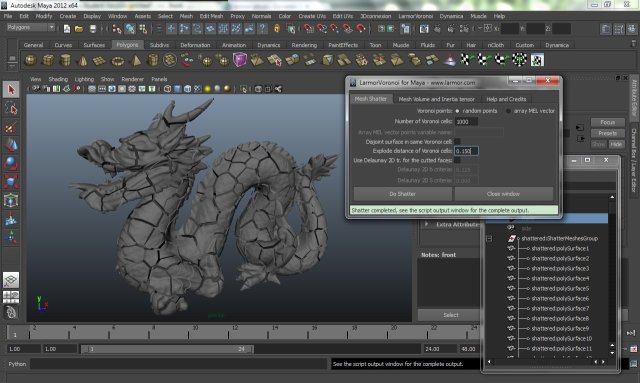 Autodesk Maya 2012 x64
File Edit Modify Create Display Window Assets Select Mesh Edit Mesh Proxy Normals Color Create UVs Edit UVs 3Dconnexion LarmorVoronoi Dynamica Muscle Help
Polygons
X: Y: Z:
General Curves Surfaces Polygons Subdivs Deformation Animation Dynamics Rendering PaintEffects Toon Muscle Fluids Fur Hair nCloth Custom Dynamica
View Shading Lighting Show Renderer Panels
LarmorVoronoi for Maya - www.larmor.com
Mesh Shatter Mesh Volume and Inertia tensor Help and Credits
Voronoi points: random points array MEL vector
Number of Voronoi cells: 1000
Array MEL vector points variable name:
Disjoint surface in same Voronoi cell:
Explode distance of Voronoi cells: 0.150
Use Delaunay 2D tr. for the cutted faces:
Delaunay 2D b criteria: 0.125
Delaunay 2D S criteria: 0.000
Do Shatter Close window
Shatter completed, see the script output window for the complete output.
Focus
Presets
Show Hide
Attribute Editor
Channel Box / Layer Editor
side
shattered:ShatterMeshesGroup
shattered:polySurface1
shattered:polySurface2
shattered:polySurface3
shattered:polySurface4
shattered:polySurface5
shattered:polySurface6
shattered:polySurface7
shattered:polySurface8
shattered:polySurface9
shattered:polySurface10
shattered:polySurface11
Extra Attributes
Notes: front
Select
persp
y
x
1 2 4 6 8 10 12 14 16 18 20 22 24
1.00 1.00 1 24 24.00 48.00
Python
See the script output window for the complete output.